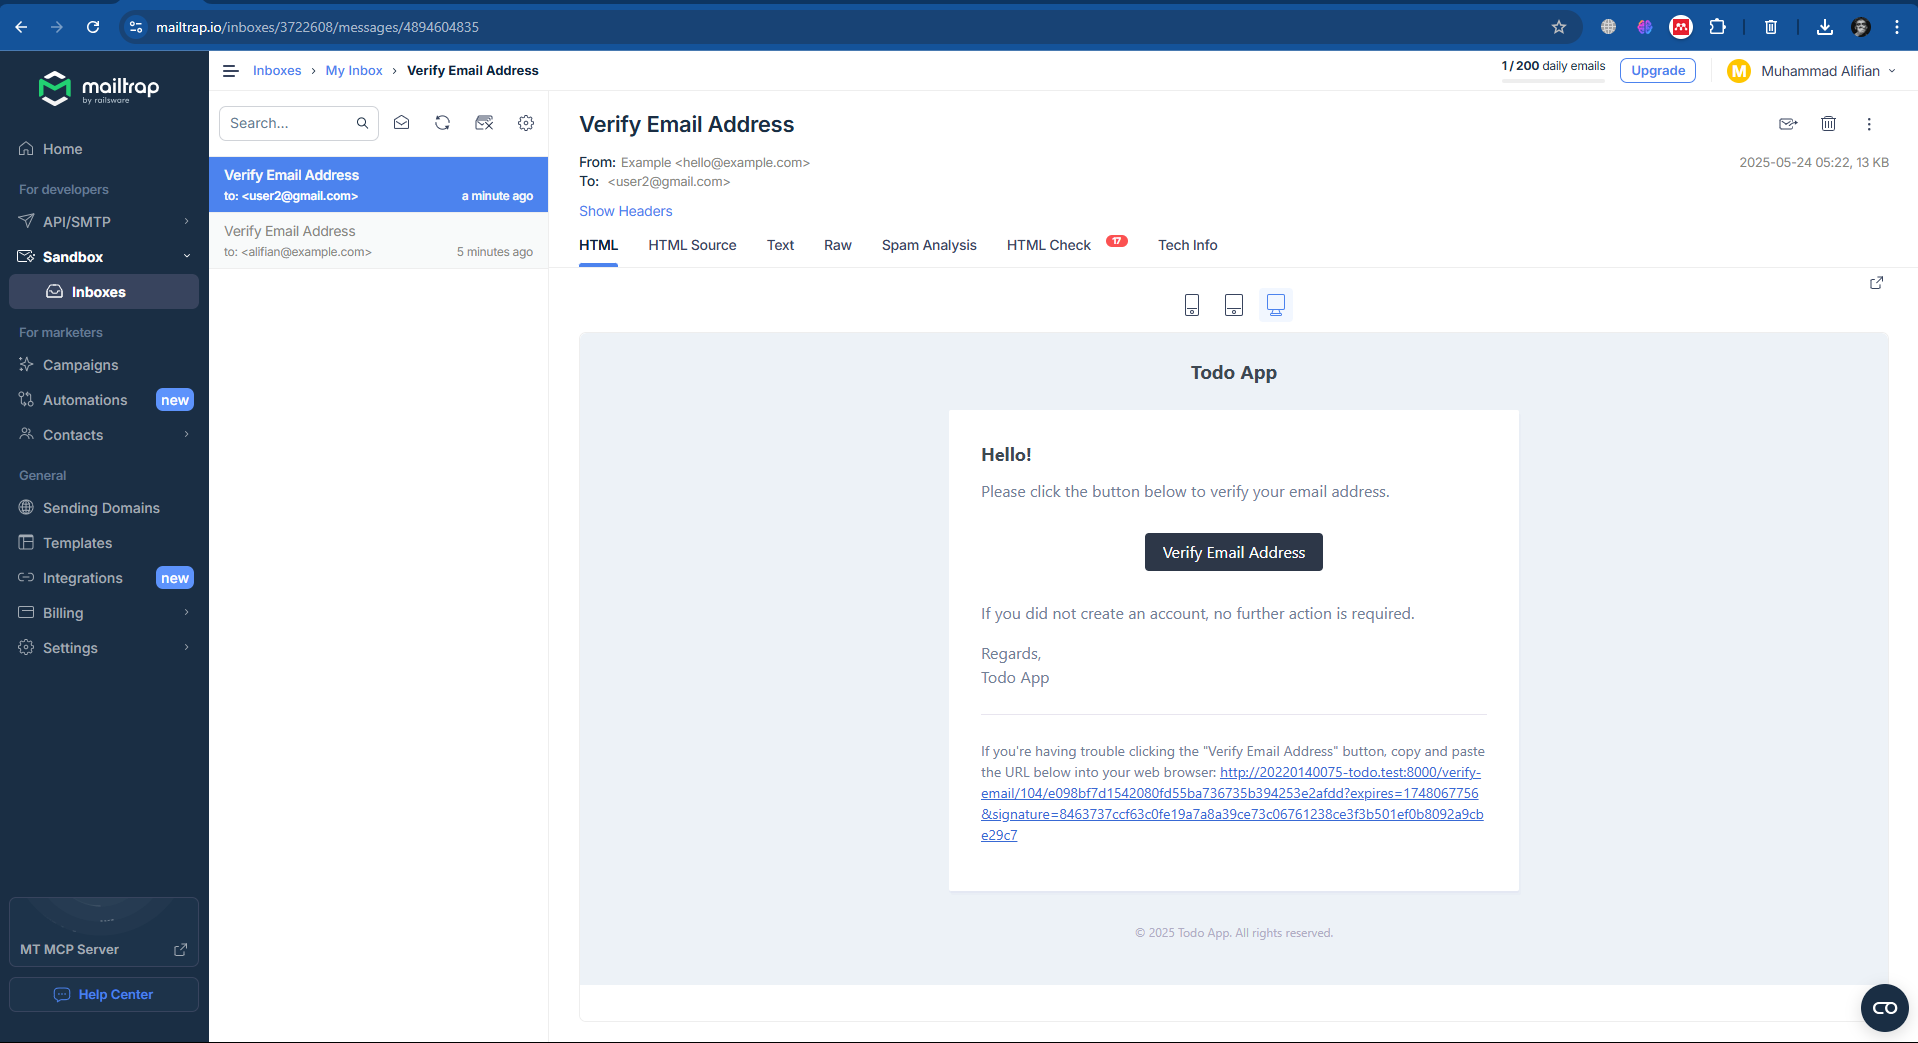 mailtrap.io/inboxes/3722608/messages/4894604835
mailtrap
by railsware
Home
For developers
API/SMTP
Sandbox
Inboxes
For marketers
Campaigns
Automations new
Contacts
General
Sending Domains
Templates
Integrations new
Billing
Settings
MT MCP Server
Help Center
Inboxes › My Inbox › Verify Email Address
1 / 200 daily emails
Upgrade
M Muhammad Alifian
Search...
Verify Email Address
to: <user2@gmail.com> a minute ago
Verify Email Address
to: <alifian@example.com> 5 minutes ago
Verify Email Address
From: Example <hello@example.com>
2025-05-24 05:22, 13 KB
To: <user2@gmail.com>
Show Headers
HTML HTML Source Text Raw Spam Analysis HTML Check 17 Tech Info
Todo App
Hello!
Please click the button below to verify your email address.
Verify Email Address
If you did not create an account, no further action is required.
Regards,
Todo App
If you're having trouble clicking the "Verify Email Address" button, copy and paste
the URL below into your web browser: http://20220140075-todo.test:8000/verify-
email/104/e098bf7d1542080fd55ba736735b394253e2afdd?expires=1748067756
&signature=8463737ccf63c0fe19a7a8a39ce73c06761238ce3f3b501ef0b8092a9cb
e29c7
© 2025 Todo App. All rights reserved.